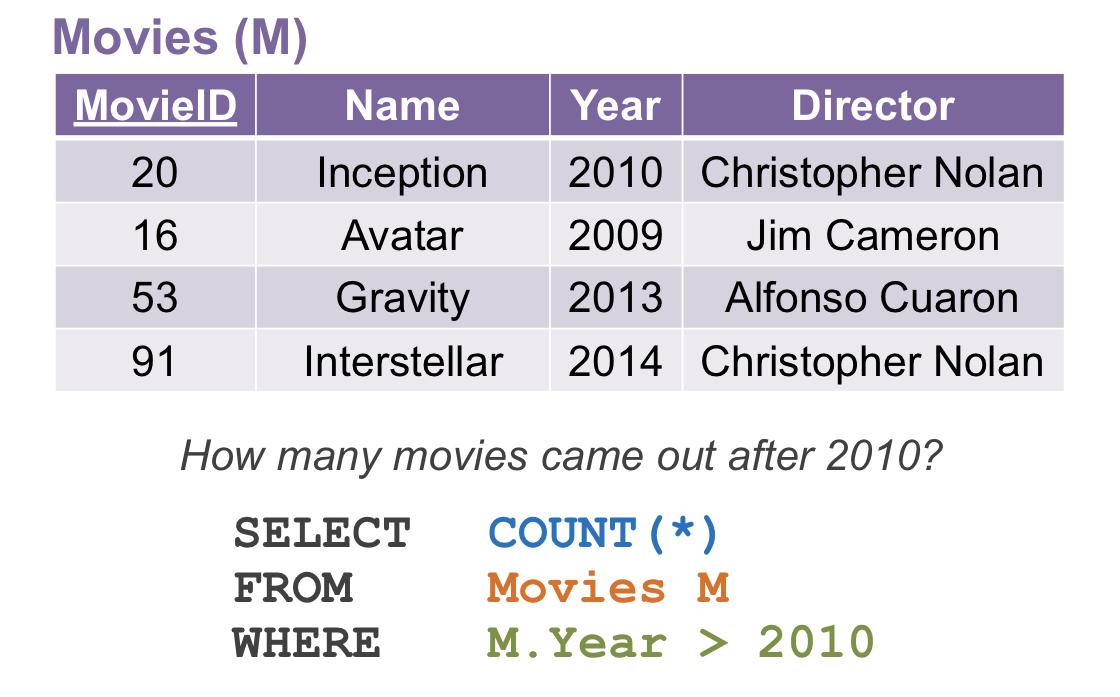 Movies (M)
MovieID Name Year Director
20 Inception 2010 Christopher Nolan
16 Avatar 2009 Jim Cameron
53 Gravity 2013 Alfonso Cuaron
91 Interstellar 2014 Christopher Nolan
How many movies came out after 2010?
SELECT COUNT(*)
FROM Movies M
WHERE M.Year > 2010